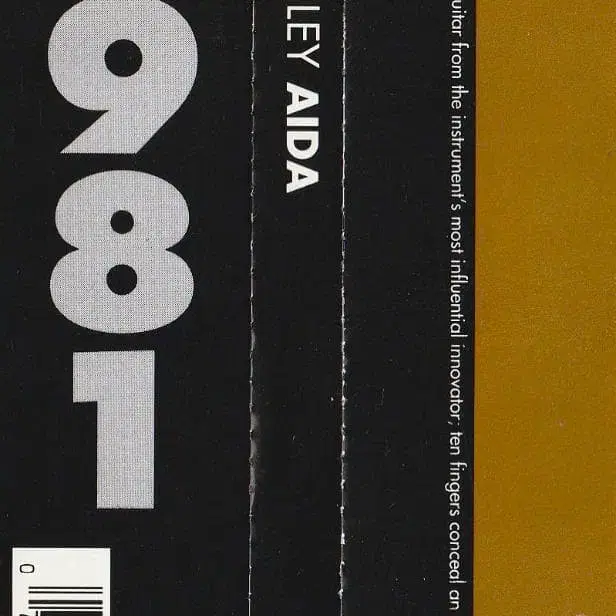 981
LEY AIDA
uitar from the instrument's most influential innovator; ten fingers conceal an
0